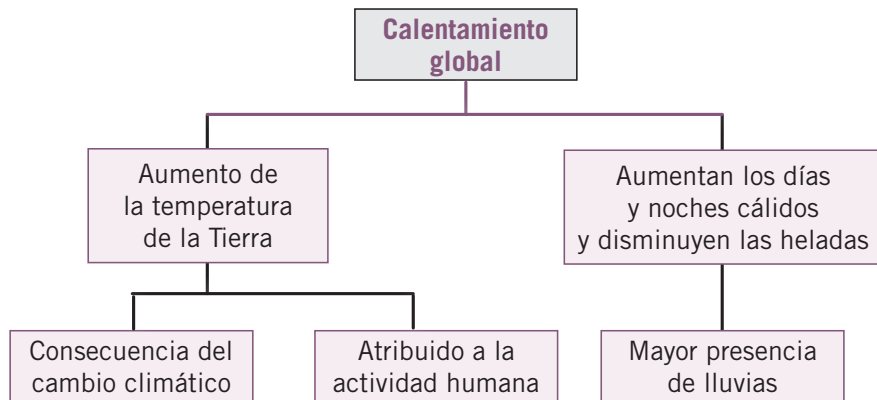 Calentamiento
global
Aumento de
la temperatura
de la Tierra
Aumentan los días
y noches cálidos
y disminuyen las heladas
Consecuencia del
cambio climático
Atribuido a la
actividad humana
Mayor presencia
de lluvias